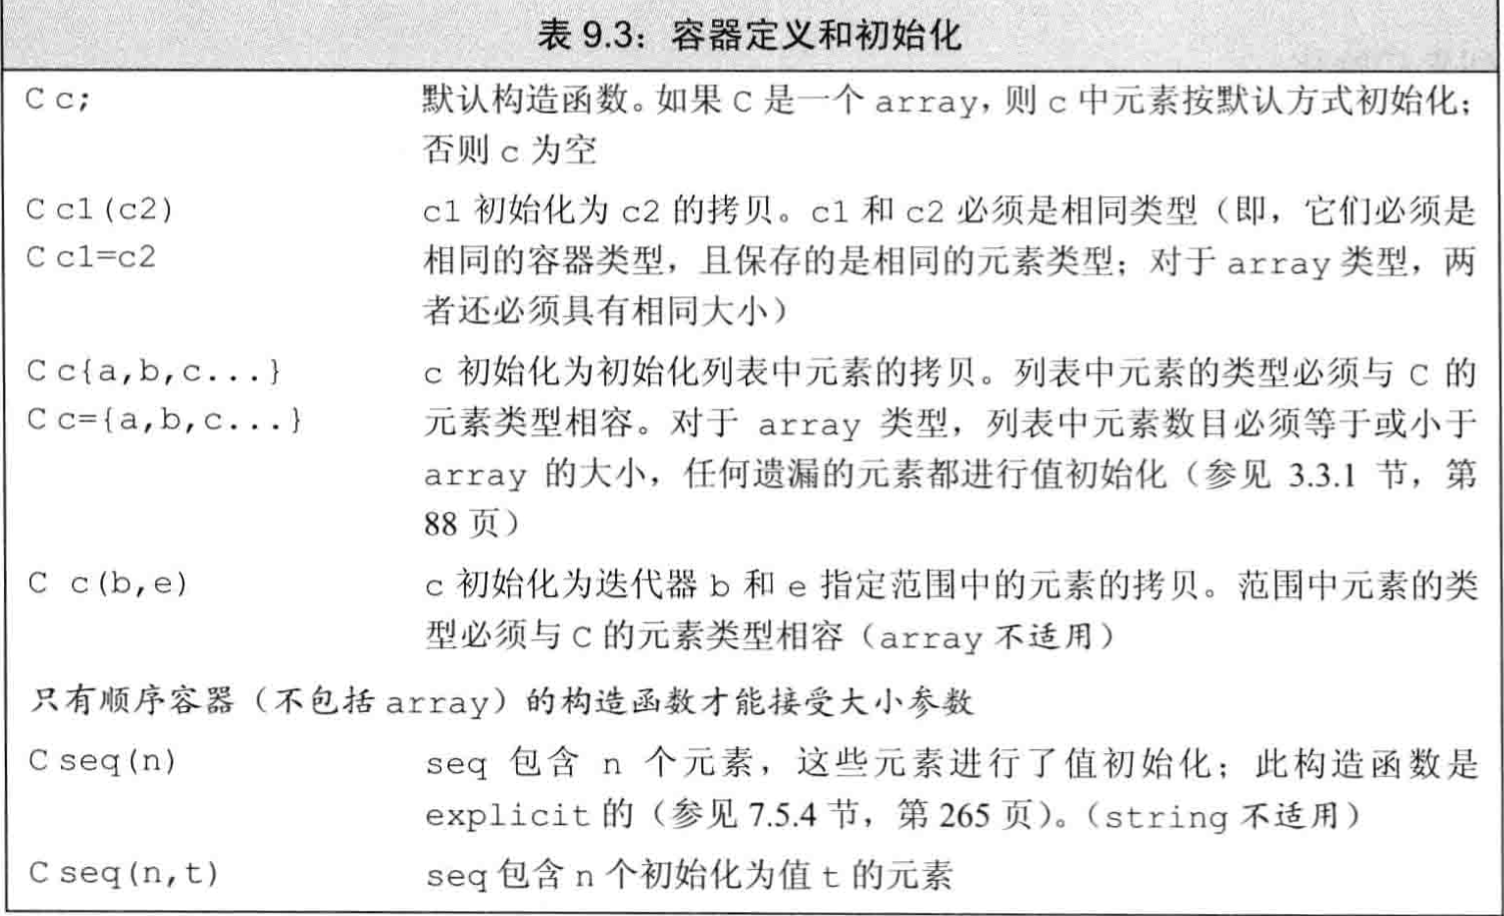 表 9.3：容器定义和初始化
C c; 默认构造函数。如果 C 是一个 array，则 c 中元素按默认方式初始化；
否则 c 为空
C c1(c2) c1 初始化为 c2 的拷贝。c1 和 c2 必须是相同类型（即，它们必须是
C c1=c2 相同的容器类型，且保存的是相同的元素类型；对于 array 类型，两
者还必须具有相同大小）
C c{a,b,c...} c 初始化为初始化列表中元素的拷贝。列表中元素的类型必须与 C 的
C c={a,b,c...} 元素类型相容。对于 array 类型，列表中元素数目必须等于或小于
array 的大小，任何遗漏的元素都进行值初始化（参见 3.3.1 节，第
88 页）
C c(b,e) c 初始化为迭代器 b 和 e 指定范围中的元素的拷贝。范围中元素的类
型必须与 C 的元素类型相容（array 不适用）
只有顺序容器（不包括 array）的构造函数才能接受大小参数
C seq(n) seq 包含 n 个元素，这些元素进行了值初始化；此构造函数是
explicit 的（参见 7.5.4 节，第 265 页）。（string 不适用）
C seq(n,t) seq 包含 n 个初始化为值 t 的元素